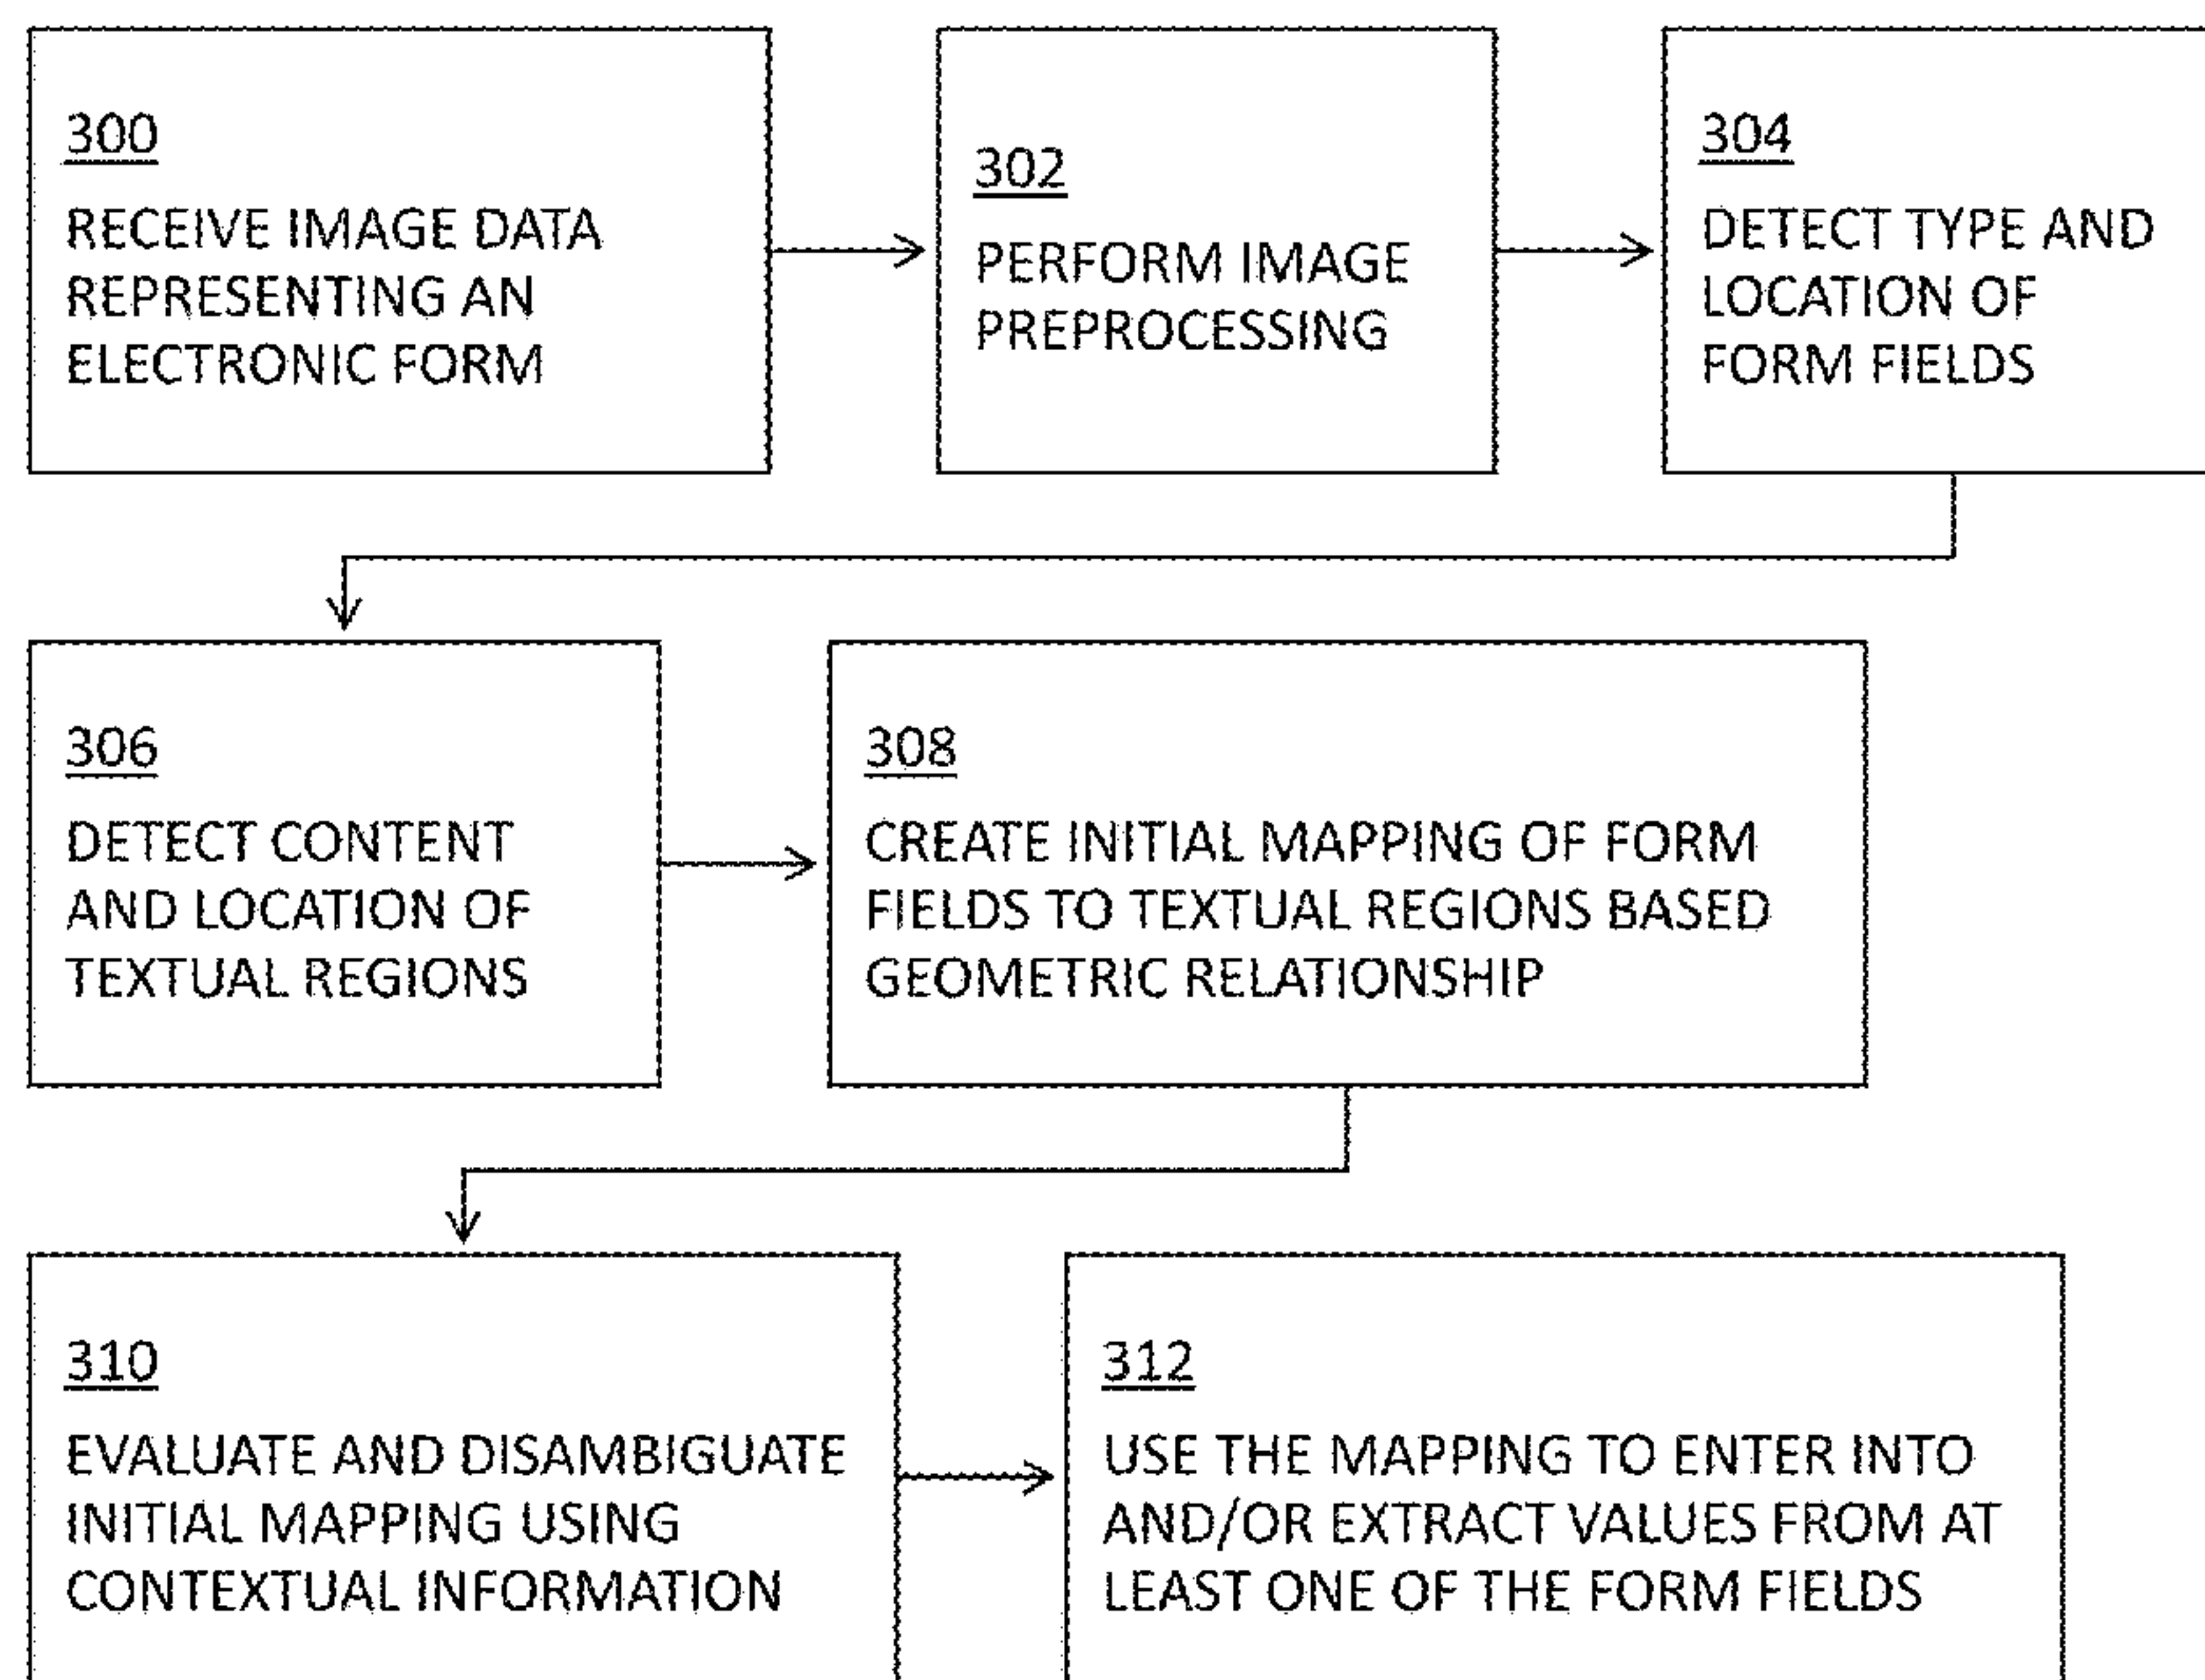 300
RECEIVE IMAGE DATA
REPRESENTING AN
ELECTRONIC FORM
302
PERFORM IMAGE
PREPROCESSING
304
DETECT TYPE AND
LOCATION OF
FORM FIELDS
306
DETECT CONTENT
AND LOCATION OF
TEXTUAL REGIONS
308
CREATE INITIAL MAPPING OF FORM
FIELDS TO TEXTUAL REGIONS BASED
GEOMETRIC RELATIONSHIP
310
EVALUATE AND DISAMBIGUATE
INITIAL MAPPING USING
CONTEXTUAL INFORMATION
312
USE THE MAPPING TO ENTER INTO
AND/OR EXTRACT VALUES FROM AT
LEAST ONE OF THE FORM FIELDS